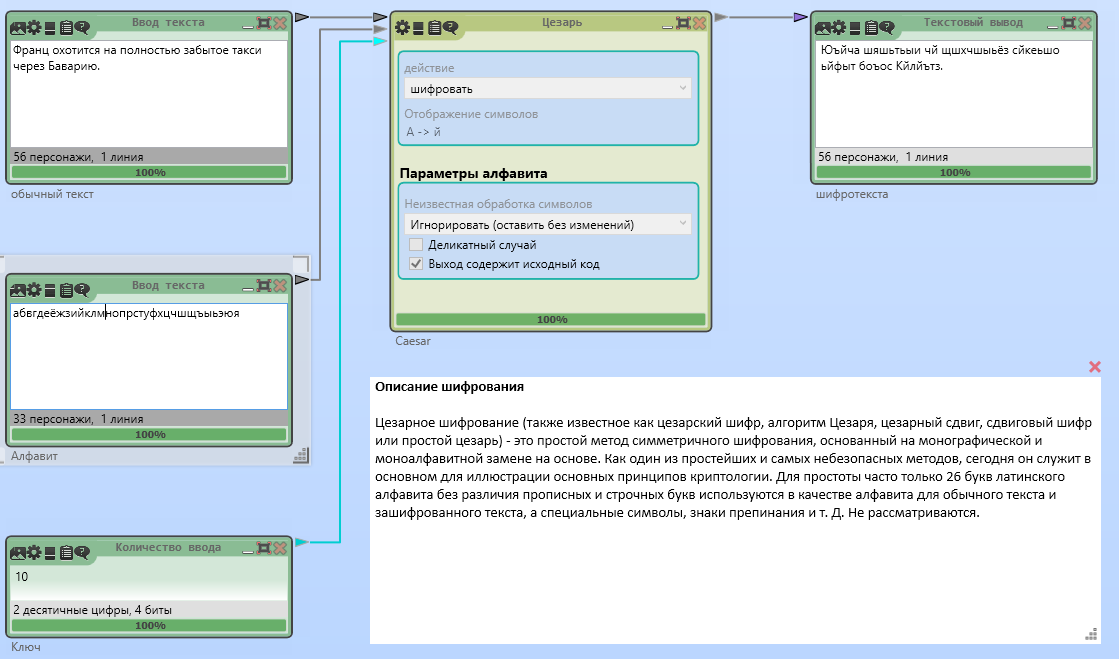 Ввод текста
Франц охотится на полностью забытое такси
через Баварию.
56 персонажи,  1 линия
100%
обычный текст
Ввод текста
абвгдеёжзийклмнопрстуфхцчшщъыьэюя
33 персонажи,  1 линия
100%
Алфавит
Количество ввода
10
2 десятичные цифры, 4 биты
100%
Ключ
Цезарь
действие
шифровать
Отображение символов
А -> й
Параметры алфавита
Неизвестная обработка символов
Игнорировать (оставить без изменений)
Деликатный случай
Выход содержит исходный код
100%
Caesar
Текстовый вывод
Юъйча шяшьтыыи чй щшхчшыьёз сйкеьшо
ьйфыт боъос Кйлйътз.
56 персонажи,  1 линия
100%
шифротекста
Описание шифрования
Цезарное шифрование (также известное как цезарский шифр, алгоритм Цезаря, цезарный сдвиг, сдвиговый шифр
или простой цезарь) - это простой метод симметричного шифрования, основанный на монографической и
моноалфавитной замене на основе. Как один из простейших и самых небезопасных методов, сегодня он служит в
основном для иллюстрации основных принципов криптологии. Для простоты часто только 26 букв латинского
алфавита без различия прописных и строчных букв используются в качестве алфавита для обычного текста и
зашифрованного текста, а специальные символы, знаки препинания и т. Д. Не рассматриваются.